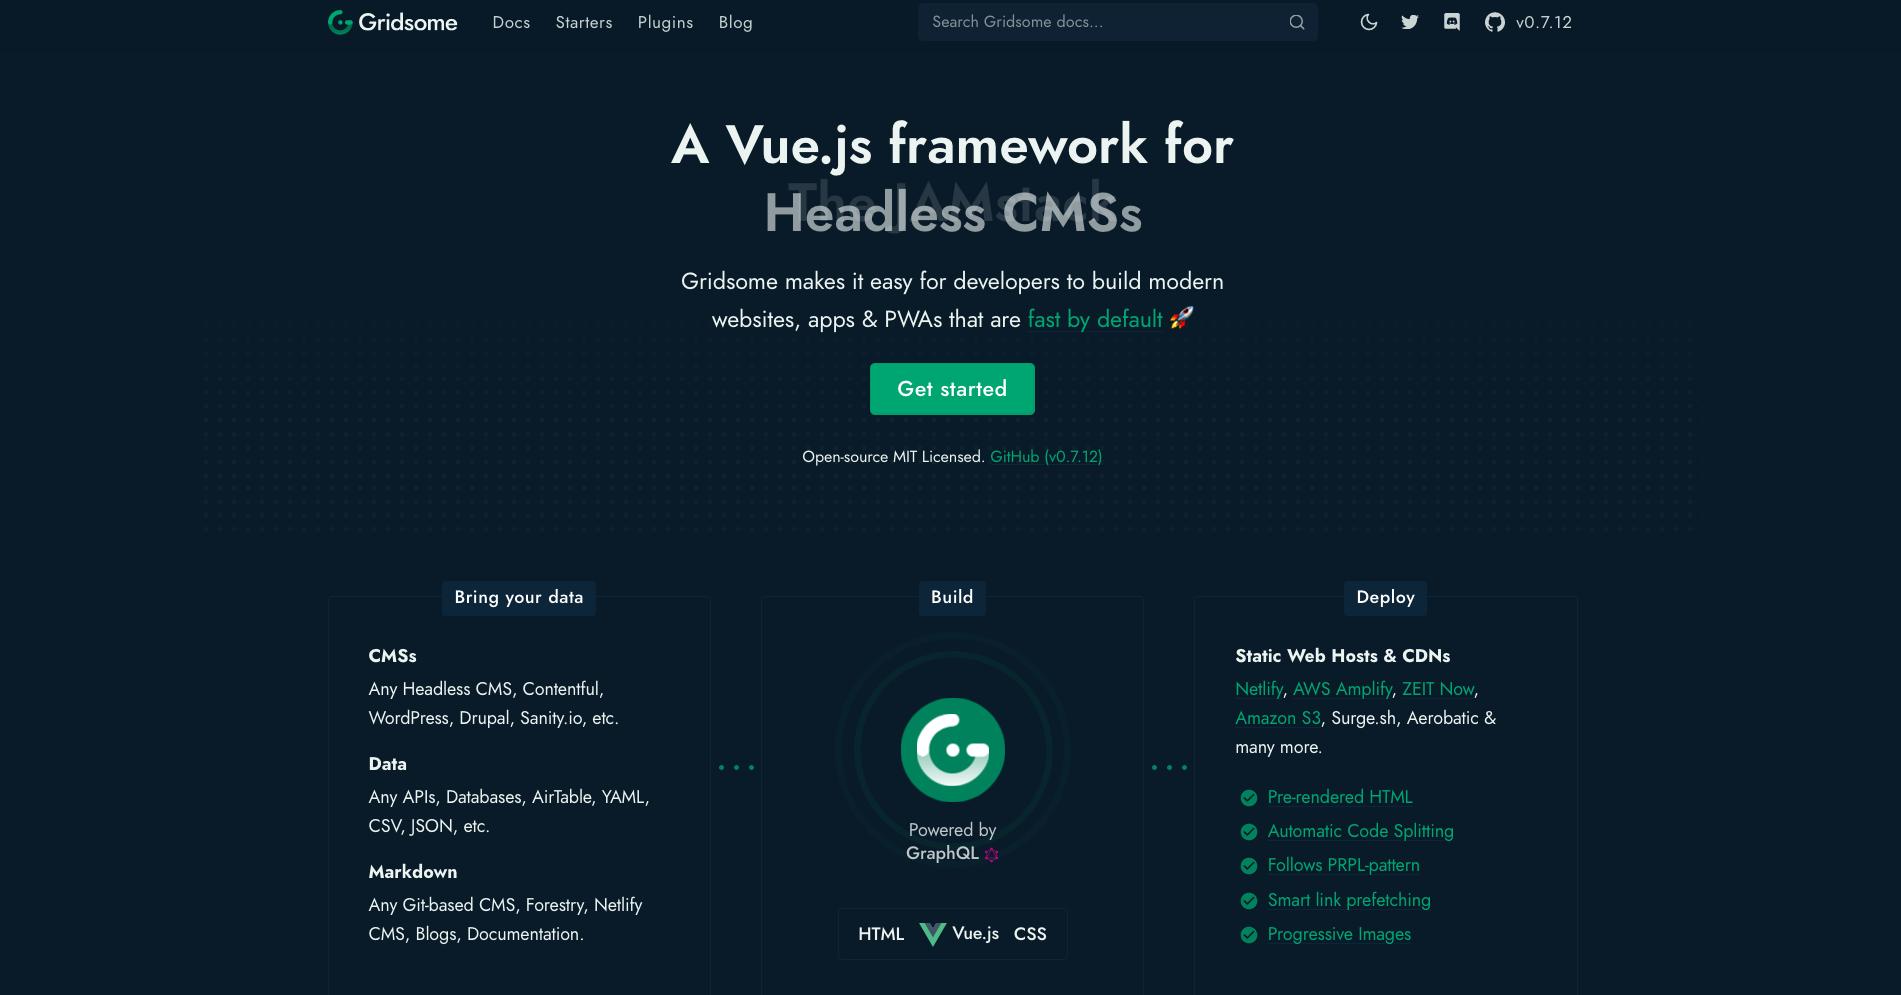 Gridsome Docs Starters Plugins Blog Search Gridsome docs... v0.7.12
A Vue.js framework for
The JAMstack
Headless CMSs
Gridsome makes it easy for developers to build modern
websites, apps & PWAs that are fast by default 🚀
Get started
Open-source MIT Licensed. GitHub (v0.7.12)
Bring your data
CMSs
Any Headless CMS, Contentful,
WordPress, Drupal, Sanity.io, etc.
Data
Any APIs, Databases, AirTable, YAML,
CSV, JSON, etc.
Markdown
Any Git-based CMS, Forestry, Netlify
CMS, Blogs, Documentation.
Build
Powered by
GraphQL
HTML Vue.js CSS
Deploy
Static Web Hosts & CDNs
Netlify, AWS Amplify, ZEIT Now,
Amazon S3, Surge.sh, Aerobatic &
many more.
Pre-rendered HTML
Automatic Code Splitting
Follows PRPL-pattern
Smart link prefetching
Progressive Images